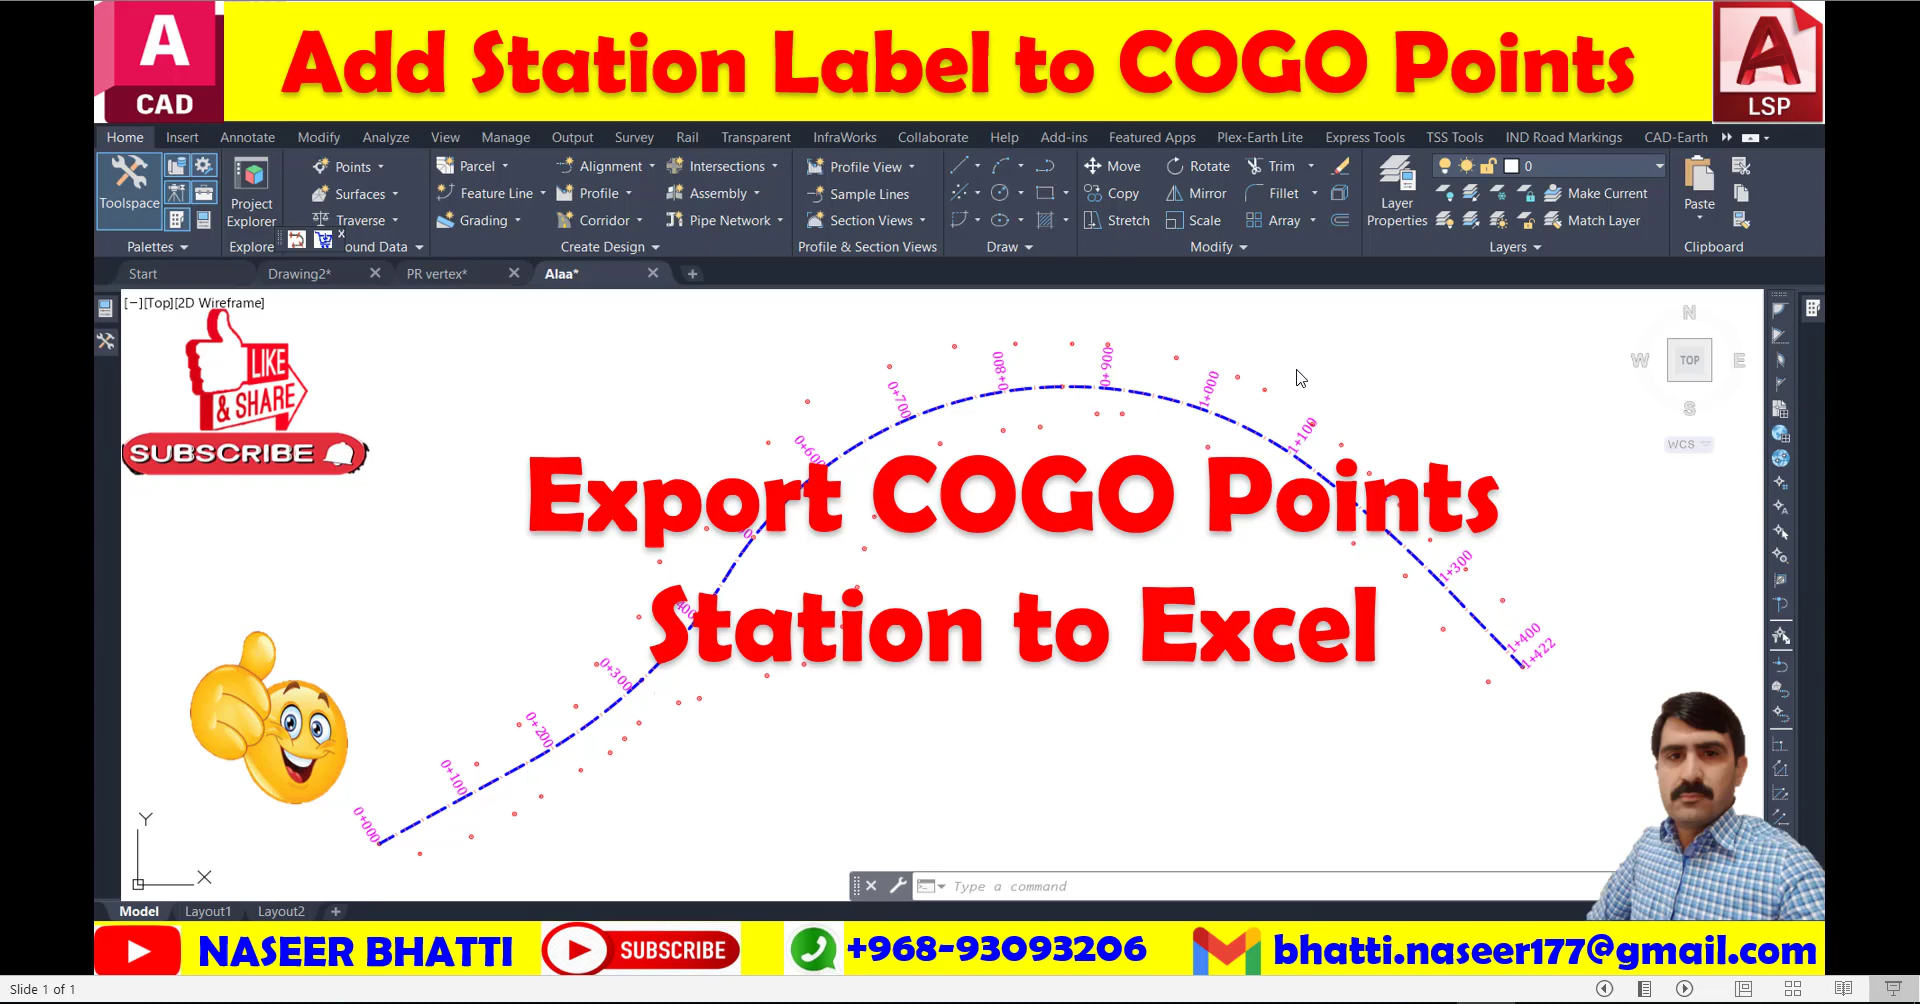 A
CAD
Add Station Label to COGO Points
A
LSP
Home Insert Annotate Modify Analyze View Manage Output Survey Rail Transparent InfraWorks Collaborate Help Add-ins Featured Apps Plex-Earth Lite Express Tools TSS Tools IND Road Markings CAD-Earth
Toolspace
Palettes
Project
Explorer
Explore
Points
Surfaces
Traverse
ound Data
Parcel
Feature Line
Grading
Alignment
Profile
Corridor
Intersections
Assembly
Pipe Network
Create Design
Profile View
Sample Lines
Section Views
Profile & Section Views
Draw
Move
Copy
Stretch
Rotate
Mirror
Scale
Trim
Fillet
Array
Modify
Layer
Properties
0
Make Current
Match Layer
Layers
Paste
Clipboard
Start Drawing2* PR vertex* Alaa*
[−][Top][2D Wireframe]
LIKE
& SHARE
SUBSCRIBE
N
W TOP E
S
WCS
0+000
0+100
0+200
0+300
400
0+600
0+700
0+800
0+900
1+000
1+100
1+300
1+400
1+422
Export COGO Points
Station to Excel
Y
X
Type a command
Model Layout1 Layout2
NASEER BHATTI SUBSCRIBE +968-93093206 bhatti.naseer177@gmail.com
Slide 1 of 1